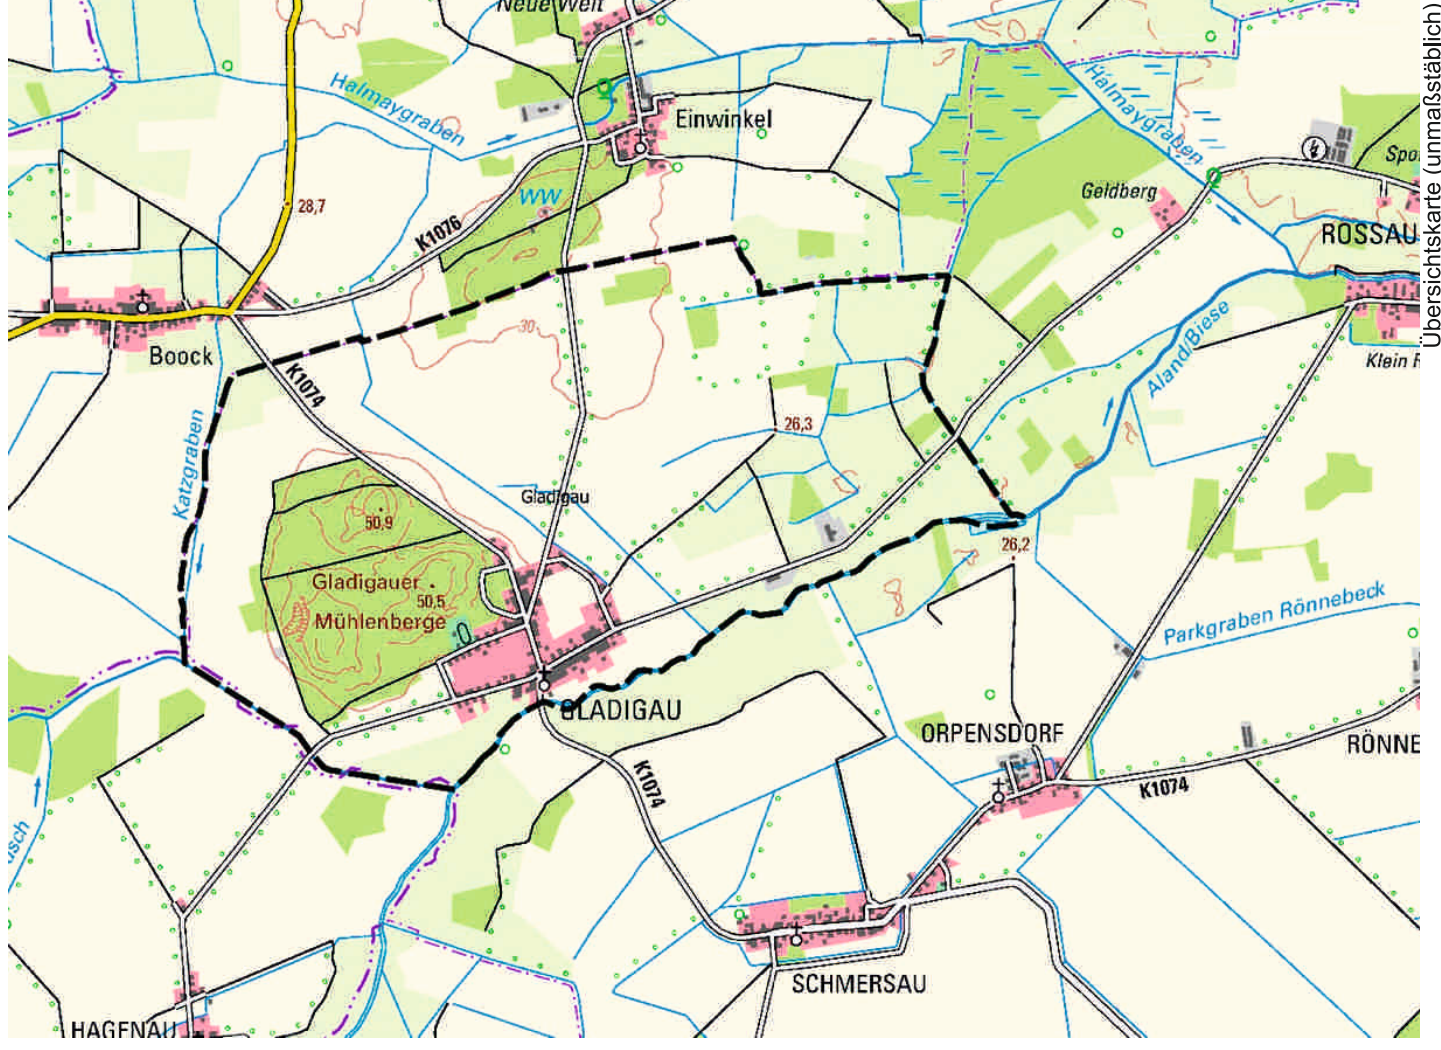 Neue Welt
Halmaygraben
Einwinkel
Halmaygraben
Geldberg
ROSSAU
WW
28,7
K1076
Boock
K1074
30
Aland/Biese
Katzgraben
26,3
Gladigau
50,9
Gladigauer
50,5
Mühlenberge
26,2
Parkgraben Rönnebeck
GLADIGAU
ORPENSDORF
RÖNNE
K1074
K1074
SCHMERSAU
HAGENAU
Übersichtskarte (unmaßstäblich)